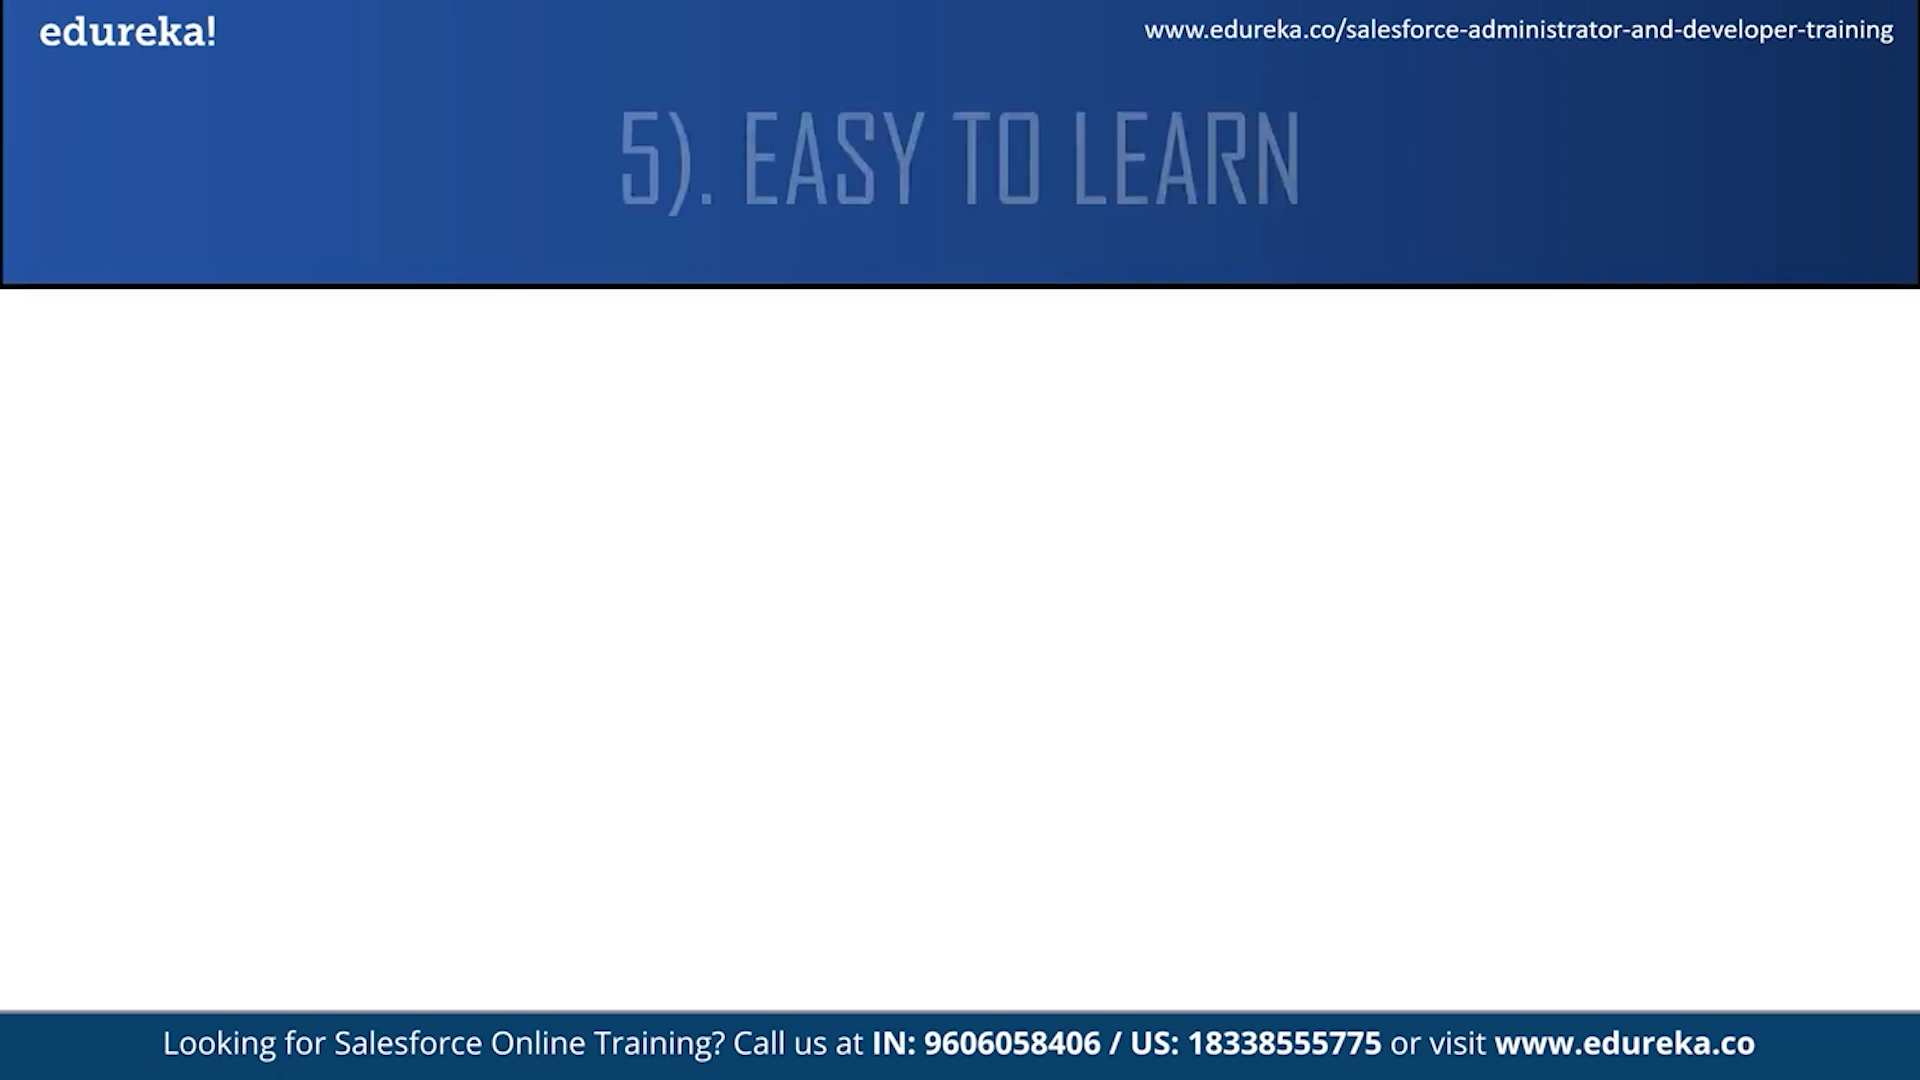 edureka!
www.edureka.co/salesforce-administrator-and-developer-training
5). EASY TO LEARN
Looking for Salesforce Online Training? Call us at IN: 9606058406 / US: 18338555775 or visit www.edureka.co